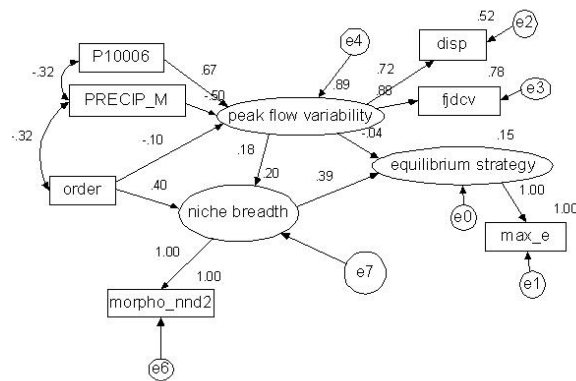 .52
e2
e4
disp
P10006
-.32
.67
.72
.78
.89
PRECIP_M
-.50
.88
fjdcv
e3
peak flow variability
-.32
-.10
-.04
.15
.18
equilibrium strategy
order
.40
.20
.39
niche breadth
1.00
1.00
e0
max_e
1.00
e7
1.00
e1
morpho_nnd2
e6